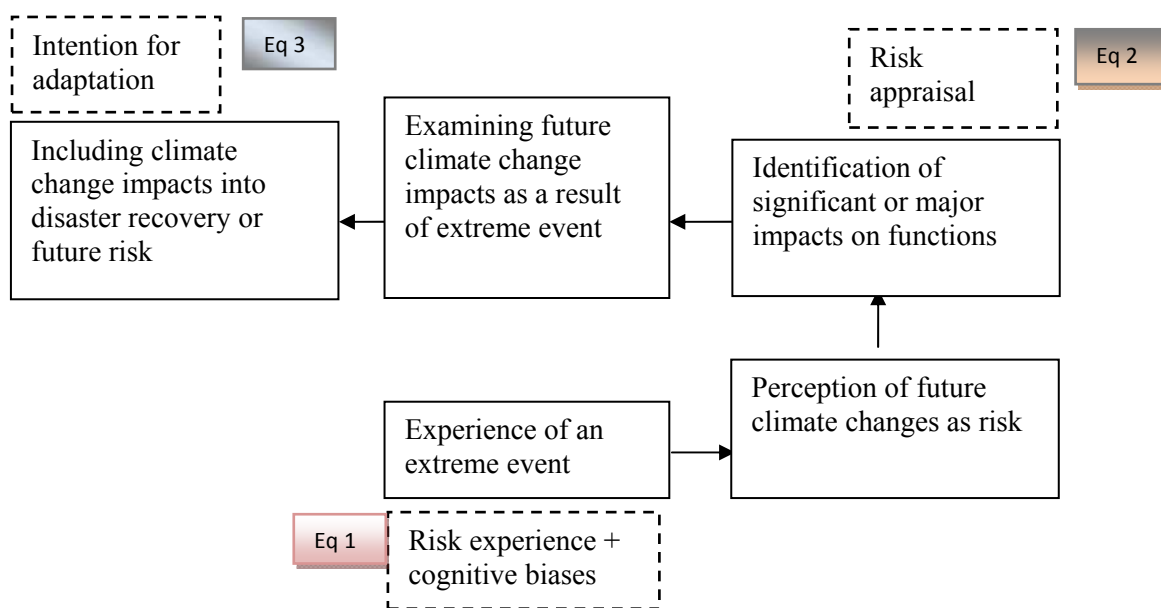 Intention for
adaptation
Eq 3
Risk
appraisal
Eq 2
Including climate
change impacts into
disaster recovery or
future risk
Examining future
climate change
impacts as a result
of extreme event
Identification of
significant or major
impacts on functions
Experience of an
extreme event
Perception of future
climate changes as risk
Eq 1
Risk experience +
cognitive biases